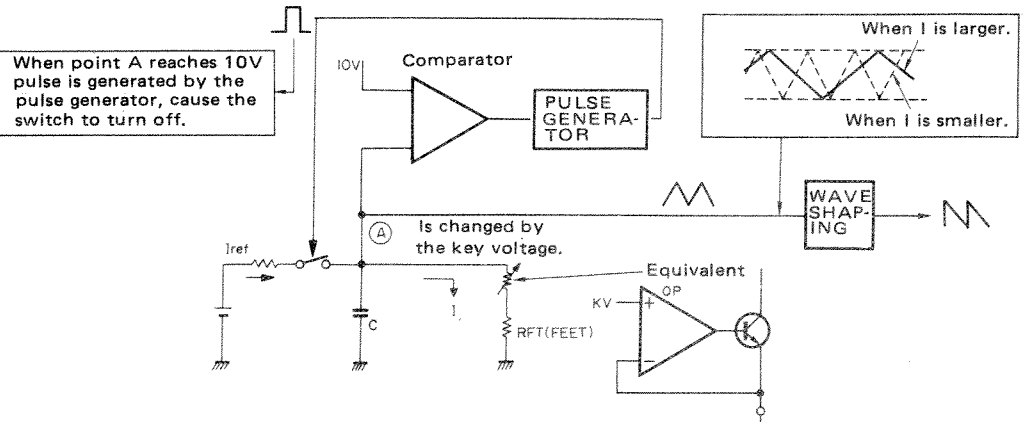 When point A reaches 10V
pulse is generated by the
pulse generator, cause the
switch to turn off.
10V
Comparator
PULSE
GENERA-
TOR
When I is larger.
When I is smaller.
WAVE
SHAP-
ING
A
Is changed by
the key voltage.
Iref
C
I
Equivalent
RFT(FEET)
OP
KV
+
−